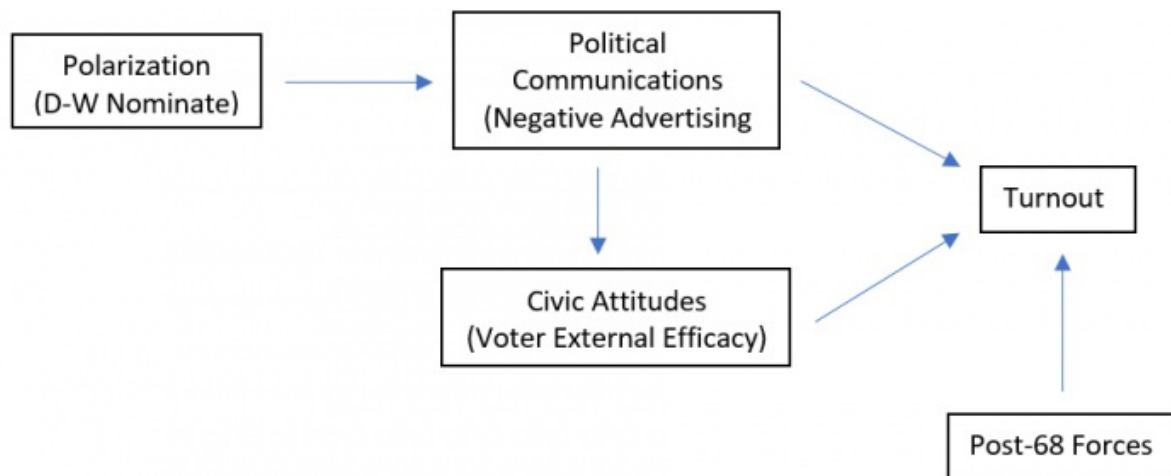 Polarization
(D-W Nominate)
Political
Communications
(Negative Advertising
Turnout
Civic Attitudes
(Voter External Efficacy)
Post-68 Forces